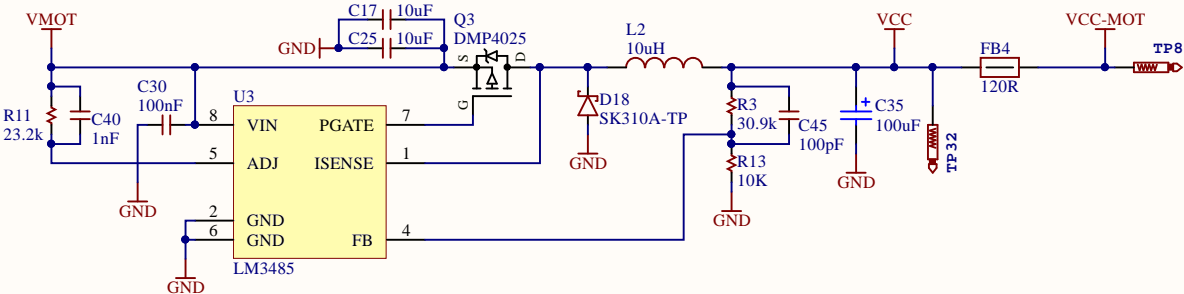 VMOT
C17 10uF
GND
C25 10uF
Q3
DMP4025
S
D
G
L2
10uH
VCC
FB4
120R
VCC-MOT
TP8
R11
23.2k
C40
1nF
C30
100nF
GND
U3
8 VIN PGATE 7
5 ADJ ISENSE 1
2 GND
6 GND FB 4
LM3485
GND
D18
SK310A-TP
GND
R3
30.9k
C45
100pF
R13
10K
GND
+
C35
100uF
GND
TP32